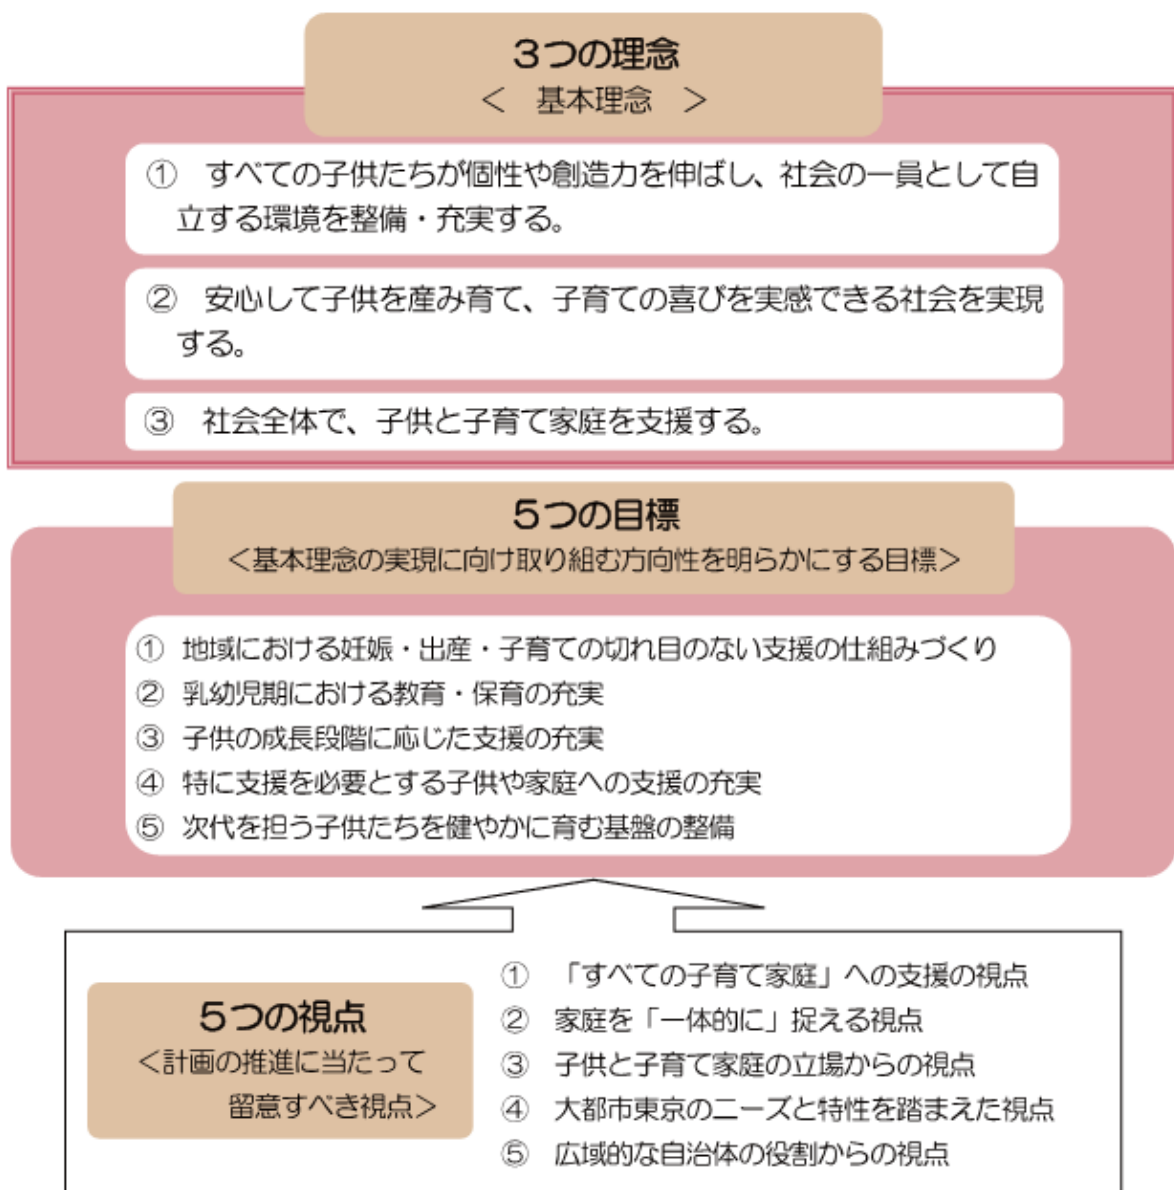 3つの理念
＜　基本理念　＞
①　すべての子供たちが個性や創造力を伸ばし、社会の一員として自
立する環境を整備・充実する。
②　安心して子供を産み育て、子育ての喜びを実感できる社会を実現
する。
③　社会全体で、子供と子育て家庭を支援する。
5つの目標
＜基本理念の実現に向け取り組む方向性を明らかにする目標＞
①　地域における妊娠・出産・子育ての切れ目のない支援の仕組みづくり
②　乳幼児期における教育・保育の充実
③　子供の成長段階に応じた支援の充実
④　特に支援を必要とする子供や家庭への支援の充実
⑤　次代を担う子供たちを健やかに育む基盤の整備
5つの視点
＜計画の推進に当たって
留意すべき視点＞
①　「すべての子育て家庭」への支援の視点
②　家庭を「一体的に」捉える視点
③　子供と子育て家庭の立場からの視点
④　大都市東京のニーズと特性を踏まえた視点
⑤　広域的な自治体の役割からの視点